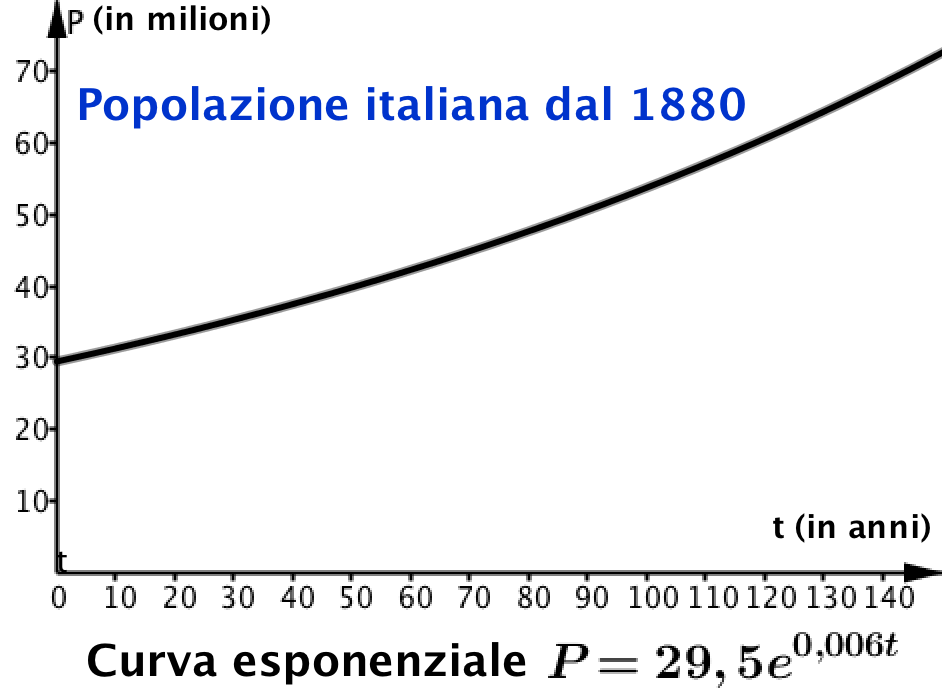 P (in milioni)
70
Popolazione italiana dal 1880
60
50
40
30
20
10
t (in anni)
t
0 10 20 30 40 50 60 70 80 90 100 110 120 130 140
Curva esponenziale P = 29,5e^{0,006t}